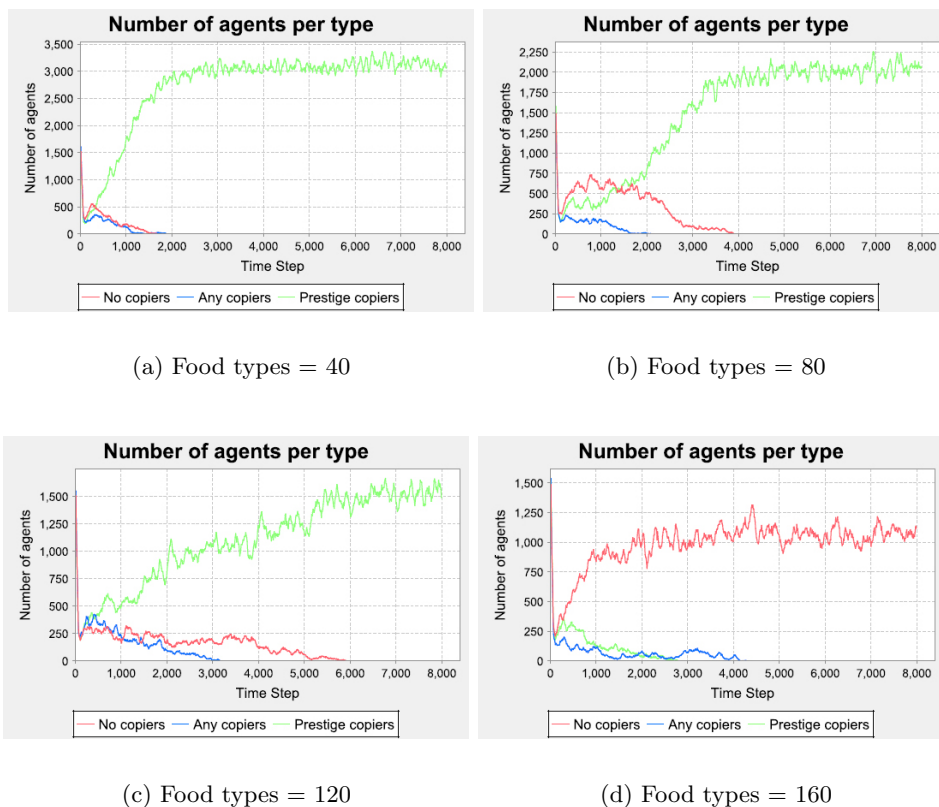 Number of agents per type
3,500
3,000
2,500
2,000
1,500
1,000
500
0
Number of agents
0 1,000 2,000 3,000 4,000 5,000 6,000 7,000 8,000
Time Step
No copiers Any copiers Prestige copiers
(a) Food types = 40
Number of agents per type
2,250
2,000
1,750
1,500
1,250
1,000
750
500
250
0
Number of agents
0 1,000 2,000 3,000 4,000 5,000 6,000 7,000 8,000
Time Step
No copiers Any copiers Prestige copiers
(b) Food types = 80
Number of agents per type
1,500
1,250
1,000
750
500
250
0
Number of agents
0 1,000 2,000 3,000 4,000 5,000 6,000 7,000 8,000
Time Step
No copiers Any copiers Prestige copiers
(c) Food types = 120
Number of agents per type
1,500
1,250
1,000
750
500
250
0
Number of agents
0 1,000 2,000 3,000 4,000 5,000 6,000 7,000 8,000
Time Step
No copiers Any copiers Prestige copiers
(d) Food types = 160